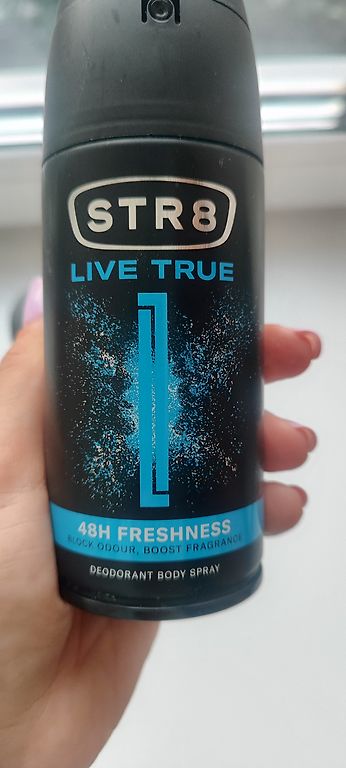 STR8
LIVE TRUE
48H FRESHNESS
BLOCK ODOUR, BOOST FRAGRANCE
DEODORANT BODY SPRAY